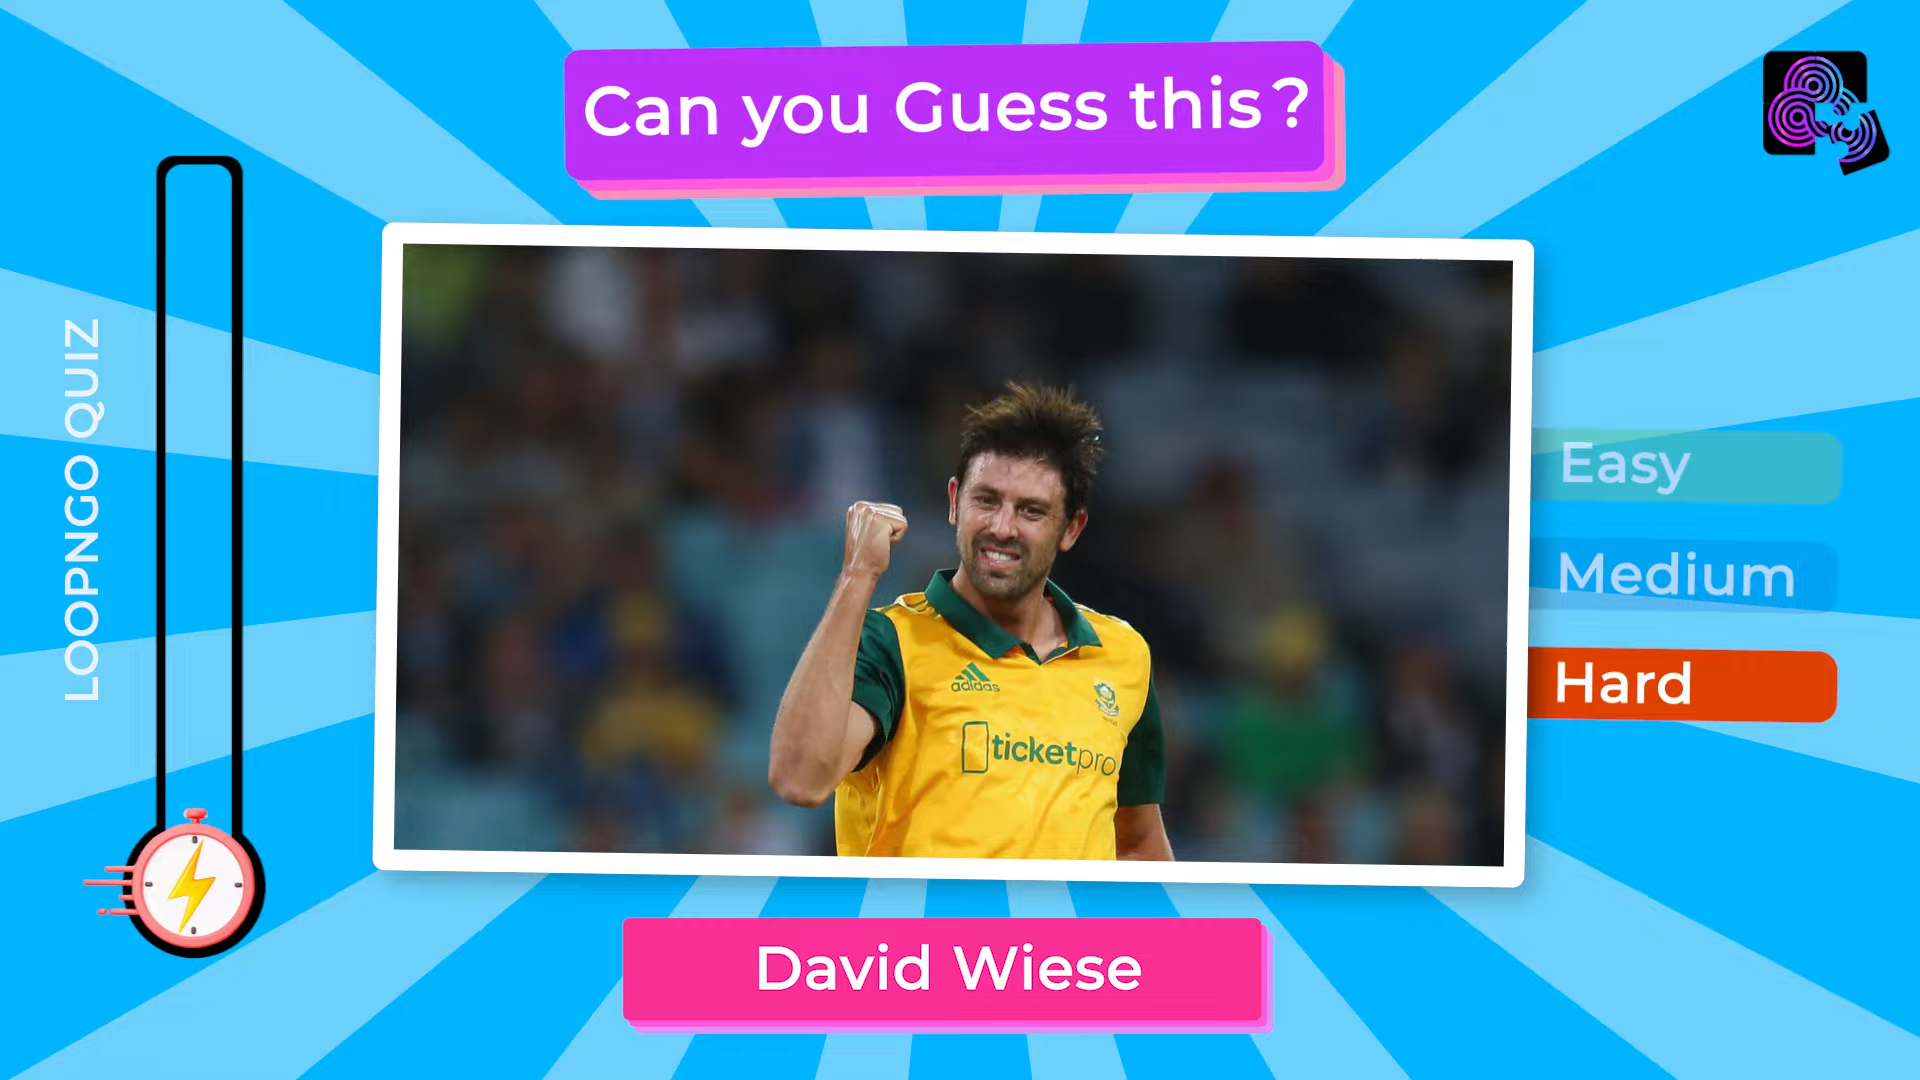 Can you Guess this?
LOOPNGO QUIZ
Easy
Medium
Hard
adidas
ticketpro
David Wiese